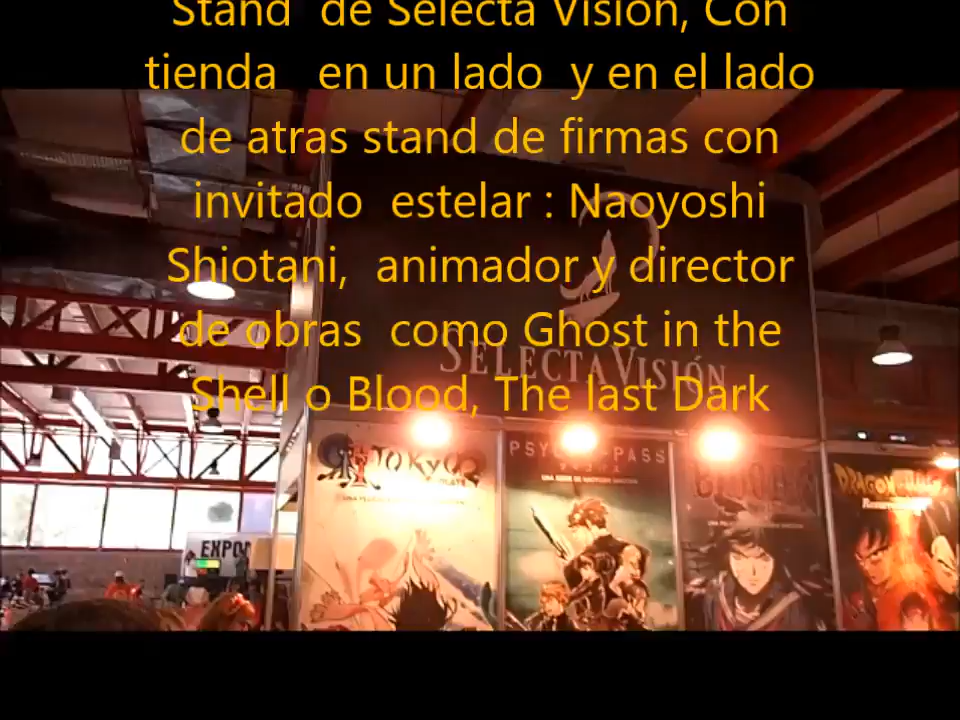 Stand de Selecta Visión, Con
tienda en un lado y en el lado
de atras stand de firmas con
invitado estelar : Naoyoshi
Shiotani, animador y director
de obras como Ghost in the
Shell o Blood, The last Dark
SELECTA VISIÓN
TOKYO
PSYCHO-PASS
BLOOD-C
DRAGON BALL
EXPO